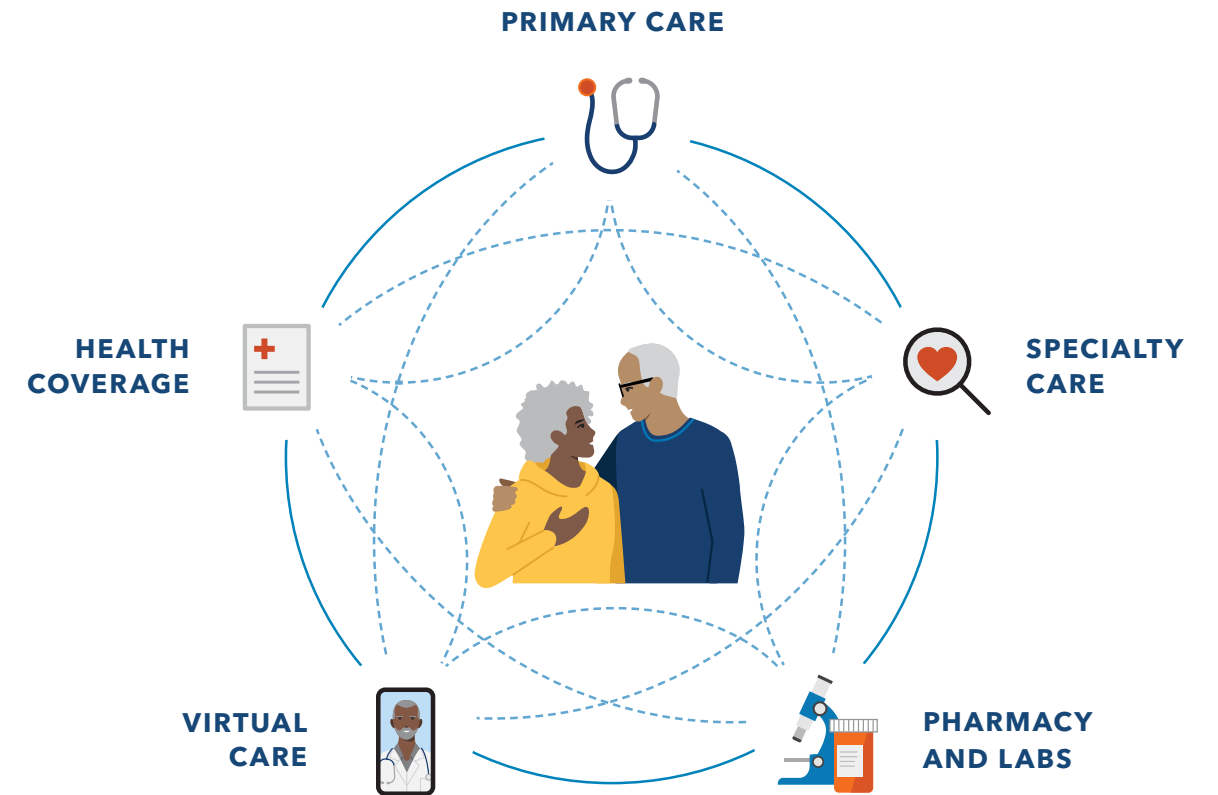 PRIMARY CARE
HEALTH
COVERAGE
SPECIALTY
CARE
VIRTUAL
CARE
PHARMACY
AND LABS